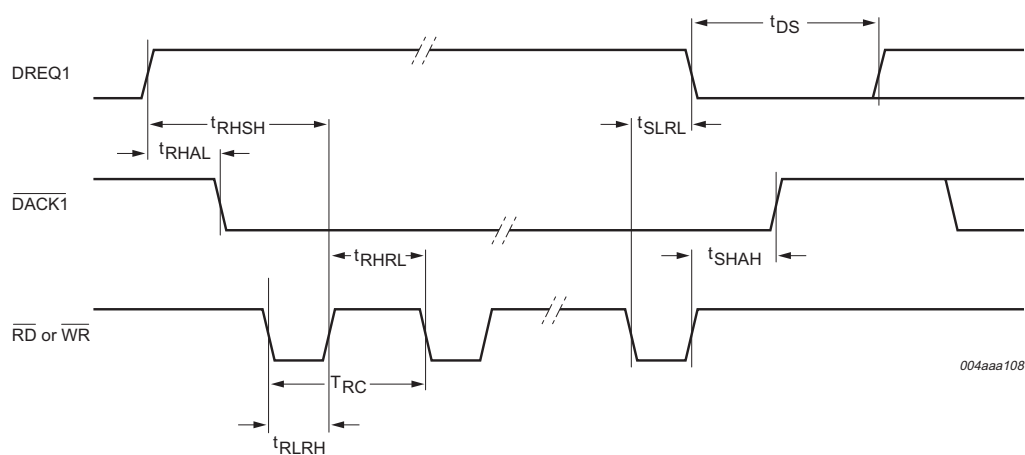 tDS
DREQ1
tRHSH
tSLRL
tRHAL
DACK1
tRHRL
tSHAH
RD or WR
004aaa108
TRC
tRLRH